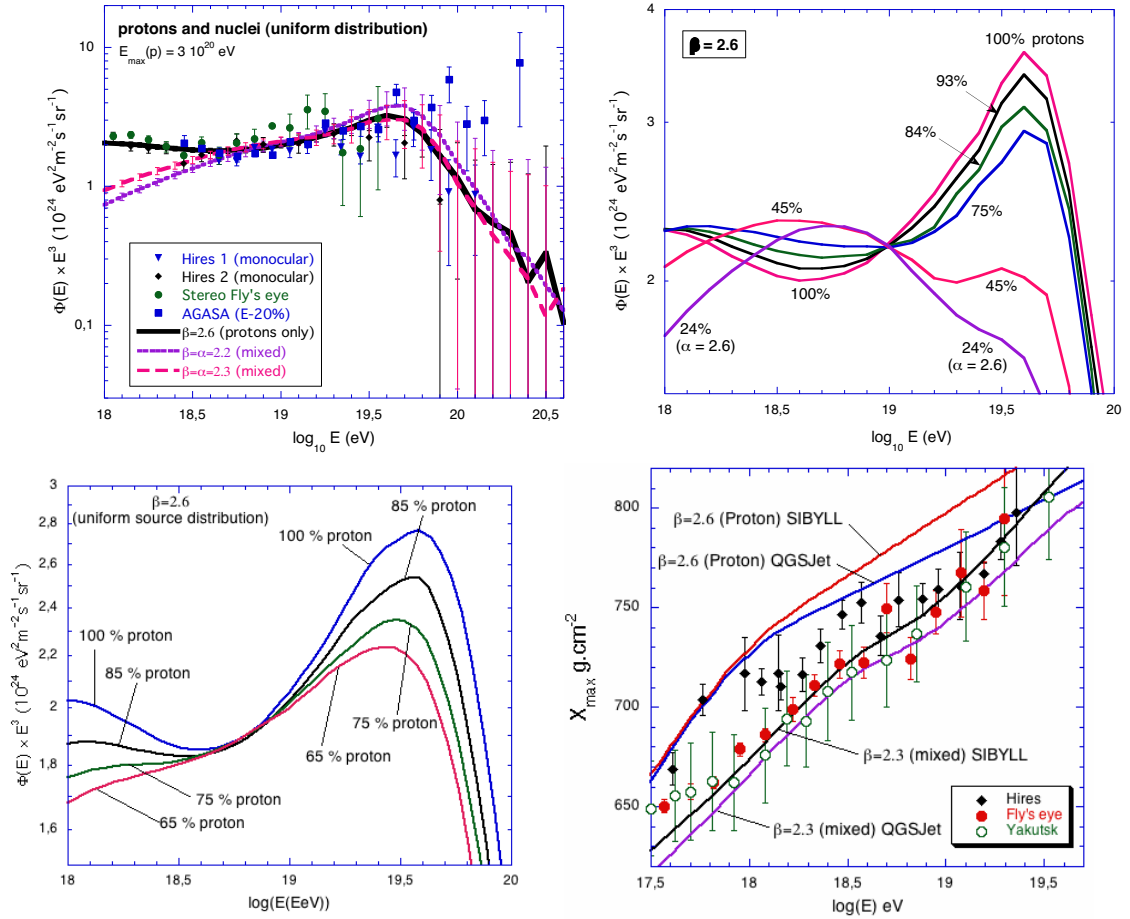 protons and nuclei (uniform distribution)
E_max(p) = 3 10^20 eV
Φ(E) × E^3 (10^24 eV^2 m^-2 s^-1 sr^-1)
10
1
0,1
Hires 1 (monocular)
Hires 2 (monocular)
Stereo Fly's eye
AGASA (E-20%)
β=2.6 (protons only)
β=α=2.2 (mixed)
β=α=2.3 (mixed)
18 18,5 19 19,5 20 20,5
log_10 E (eV)
β = 2.6
100% protons
93%
84%
75%
45%
45%
100%
24%
(α = 2.6)
24%
(α = 2.6)
Φ(E) × E^3 (10^24 eV^2 m^-2 s^-1 sr^-1)
4
3
2
18 18,5 19 19,5 20
log_10 E (eV)
β=2.6
(uniform source distribution)
85 % proton
100 % proton
100 % proton
85 % proton
75 % proton
65 % proton
75 % proton
65 % proton
Φ(E) × E^3 (10^24 eV^2 m^-2 s^-1 sr^-1)
3
2,8
2,6
2,4
2,2
2
1,8
1,6
18 18,5 19 19,5 20
log(E(EeV))
X_max g.cm^-2
800
750
700
650
β=2.6 (Proton) SIBYLL
β=2.6 (Proton) QGSJet
β=2.3 (mixed) SIBYLL
β=2.3 (mixed) QGSJet
Hires
Fly's eye
Yakutsk
17,5 18 18,5 19 19,5
log(E) eV